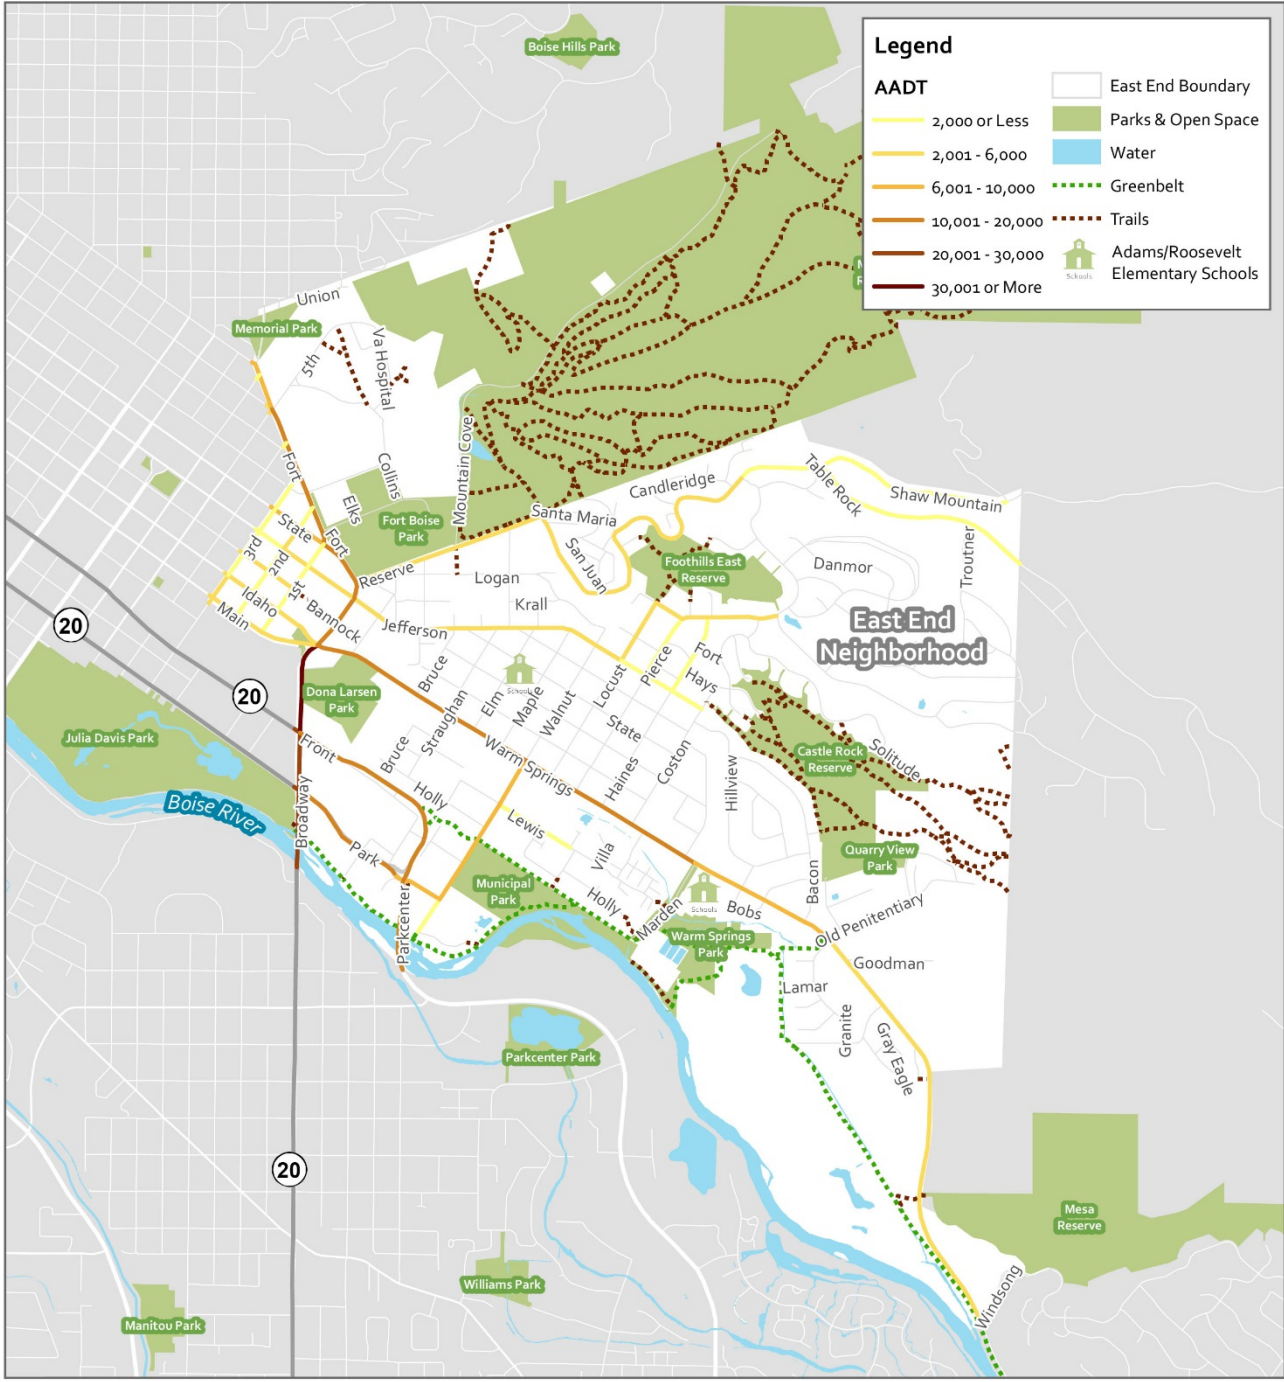 Boise Hills Park
Legend
AADT
2,000 or Less
2,001 - 6,000
6,001 - 10,000
10,001 - 20,000
20,001 - 30,000
30,001 or More
East End Boundary
Parks & Open Space
Water
Greenbelt
Trails
Schools
Adams/Roosevelt
Elementary Schools
Union
Memorial Park
5th
Va Hospital
Mountain Cove
Collins
Elks
Fort
Fort Boise
Park
Candleridge
Table Rock
Shaw Mountain
Santa Maria
San Juan
State
3rd
2nd
1st
Fort
Reserve
Logan
Krall
Foothills East
Reserve
Danmor
Troutner
Idaho
Main
Bannock
Jefferson
East End
Neighborhood
20
20
Dona Larsen
Park
Bruce
Straughan
Elm
Maple
Walnut
Locust
Pierce
Fort
Hays
State
Schools
Julia Davis Park
Front
Bruce
Warm Springs
Haines
Coston
Hillview
Castle Rock
Reserve
Solitude
Boise River
Broadway
Holly
Lewis
Park
Villa
Quarry View
Park
Municipal
Park
Holly
Marden
Schools
Bobs
Bacon
Old Penitentiary
Parkcenter
Warm Springs
Park
Goodman
Lamar
Granite
Gray Eagle
Parkcenter Park
20
Mesa
Reserve
Williams Park
Windsong
Manitou Park